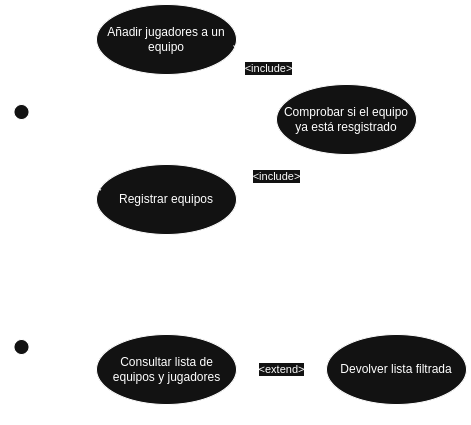 Añadir jugadores a un
equipo
<include>
Comprobar si el equipo
ya está resgistrado
<include>
Registrar equipos
Consultar lista de
equipos y jugadores
<extend>
Devolver lista filtrada